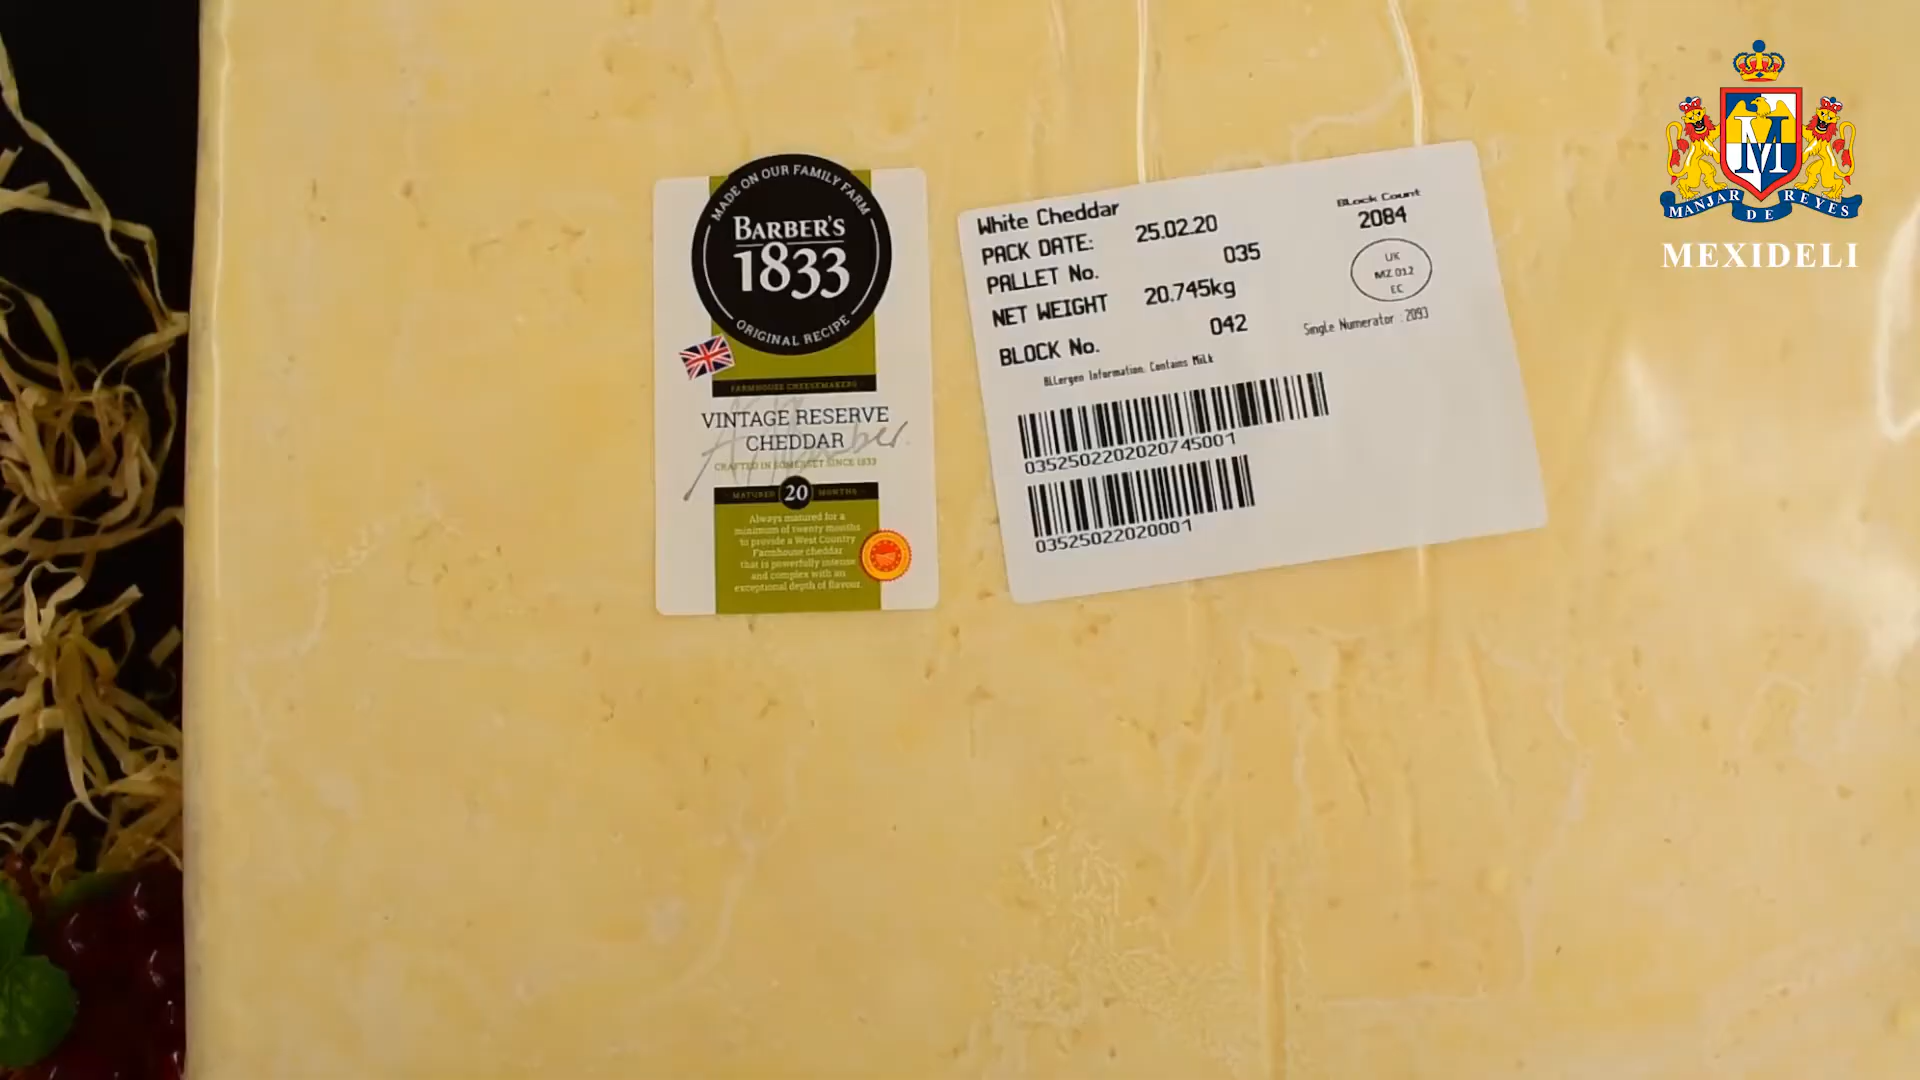 MADE ON OUR FAMILY FARM
BARBER'S
1833
ORIGINAL RECIPE
FARMHOUSE CHEESEMAKERS
VINTAGE RESERVE
CHEDDAR
CRAFTED IN SOMERSET SINCE 1833
MATURED 20 MONTHS
Always matured for a
minimum of twenty months
to provide a West Country
Farmhouse cheddar
that is powerfully intense
and complex with an
exceptional depth of flavour.
White Cheddar
PACK DATE: 25.02.20
PALLET No. 035
NET WEIGHT 20.745kg
BLOCK No. 042
Allergen Information: Contains Milk
Block Count
2084
UK
MZ 012
EC
Single Numerator : 2093
03525022020207450​01
03525022020001
M
MANJAR DE REYES
MEXIDELI